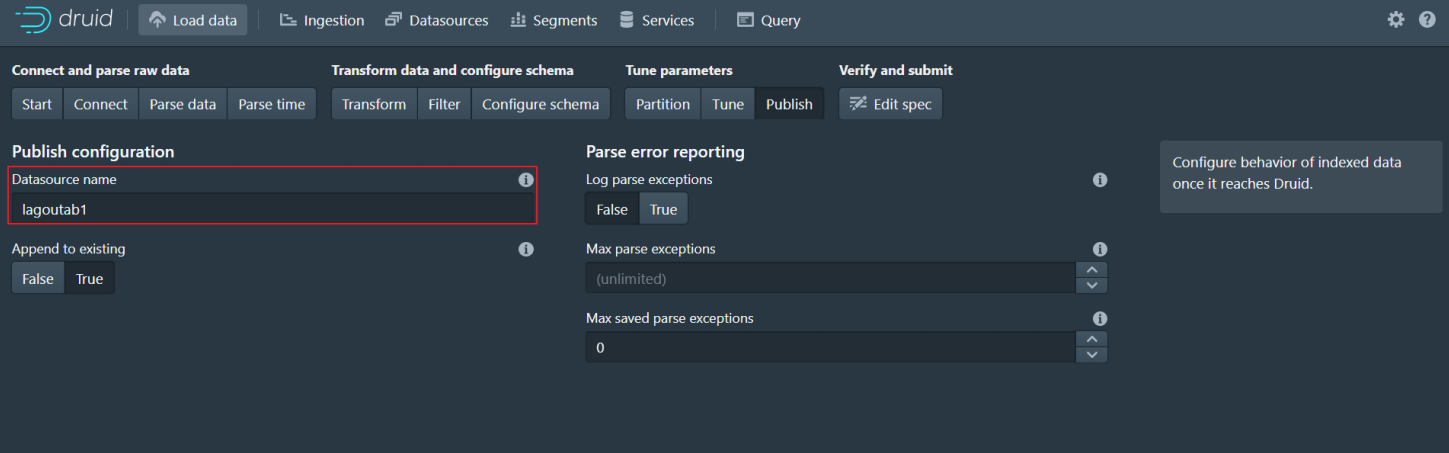 druid Load data Ingestion Datasources Segments Services Query
Connect and parse raw data Transform data and configure schema Tune parameters Verify and submit
Start Connect Parse data Parse time Transform Filter Configure schema Partition Tune Publish Edit spec
Publish configuration
Datasource name
lagoutab1
Append to existing
False True
Parse error reporting
Log parse exceptions
False True
Max parse exceptions
(unlimited)
Max saved parse exceptions
0
Configure behavior of indexed data
once it reaches Druid.